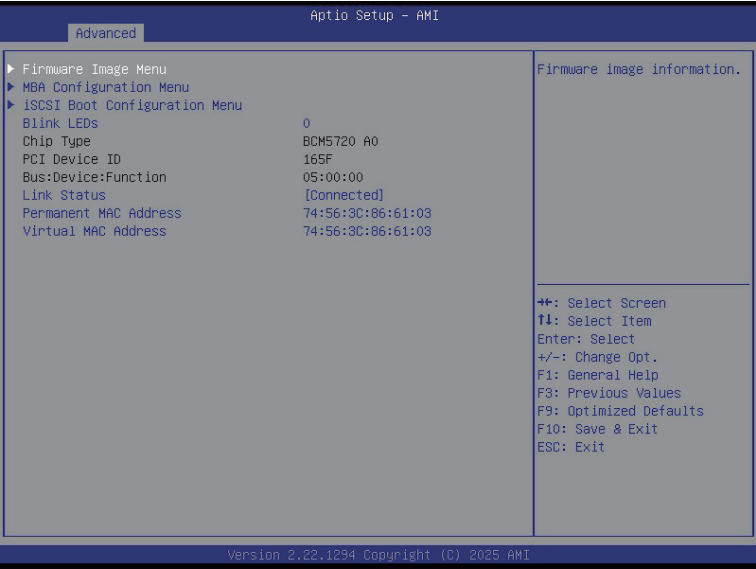 Aptio Setup – AMI
Advanced
▶ Firmware Image Menu
▶ MBA Configuration Menu
▶ iSCSI Boot Configuration Menu
Blink LEDs 0
Chip Type BCM5720 A0
PCI Device ID 165F
Bus:Device:Function 05:00:00
Link Status [Connected]
Permanent MAC Address 74:56:3C:86:61:03
Virtual MAC Address 74:56:3C:86:61:03
Firmware image information.
→←: Select Screen
↑↓: Select Item
Enter: Select
+/-: Change Opt.
F1: General Help
F3: Previous Values
F9: Optimized Defaults
F10: Save & Exit
ESC: Exit
Version 2.22.1294 Copyright (C) 2025 AMI